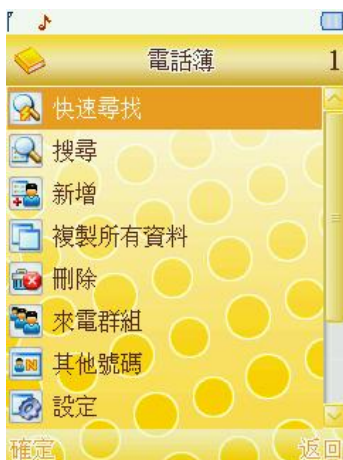 電話簿 1
快速尋找
搜尋
新增
複製所有資料
刪除
來電群組
其他號碼
設定
確定 返回